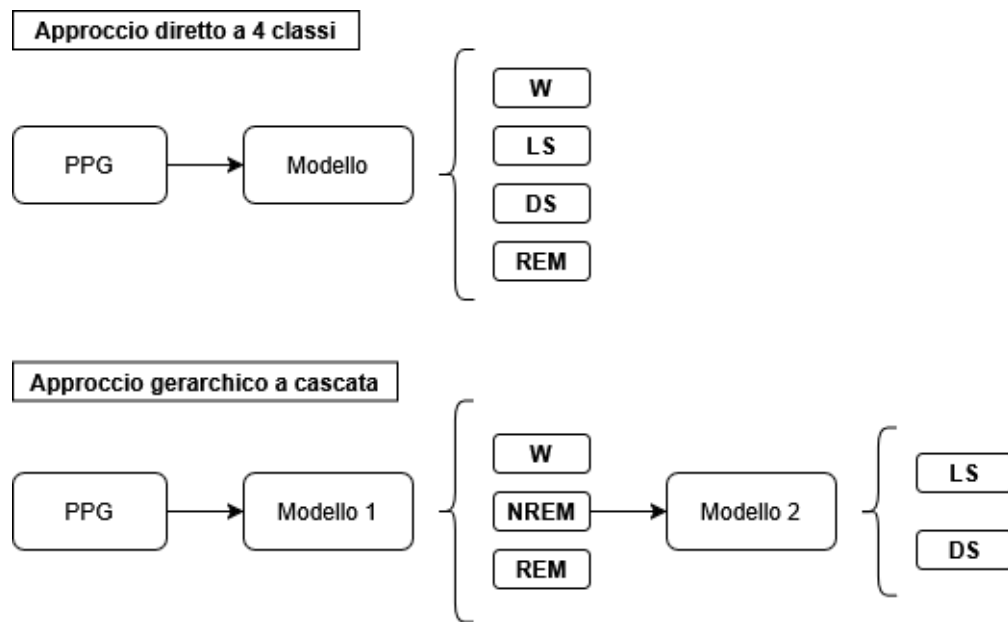 Approccio diretto a 4 classi
PPG
Modello
W
LS
DS
REM
Approccio gerarchico a cascata
PPG
Modello 1
W
NREM
REM
Modello 2
LS
DS